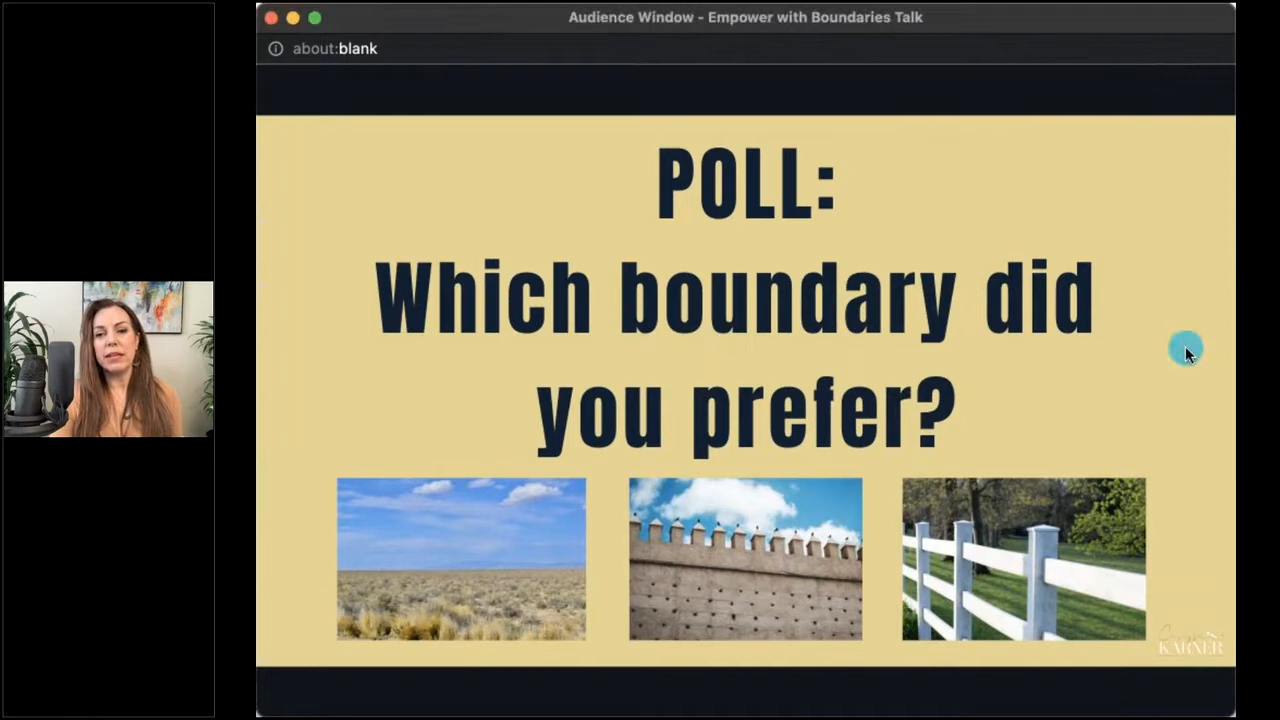 Audience Window - Empower with Boundaries Talk
about:blank
POLL:
Which boundary did
you prefer?
KARNER